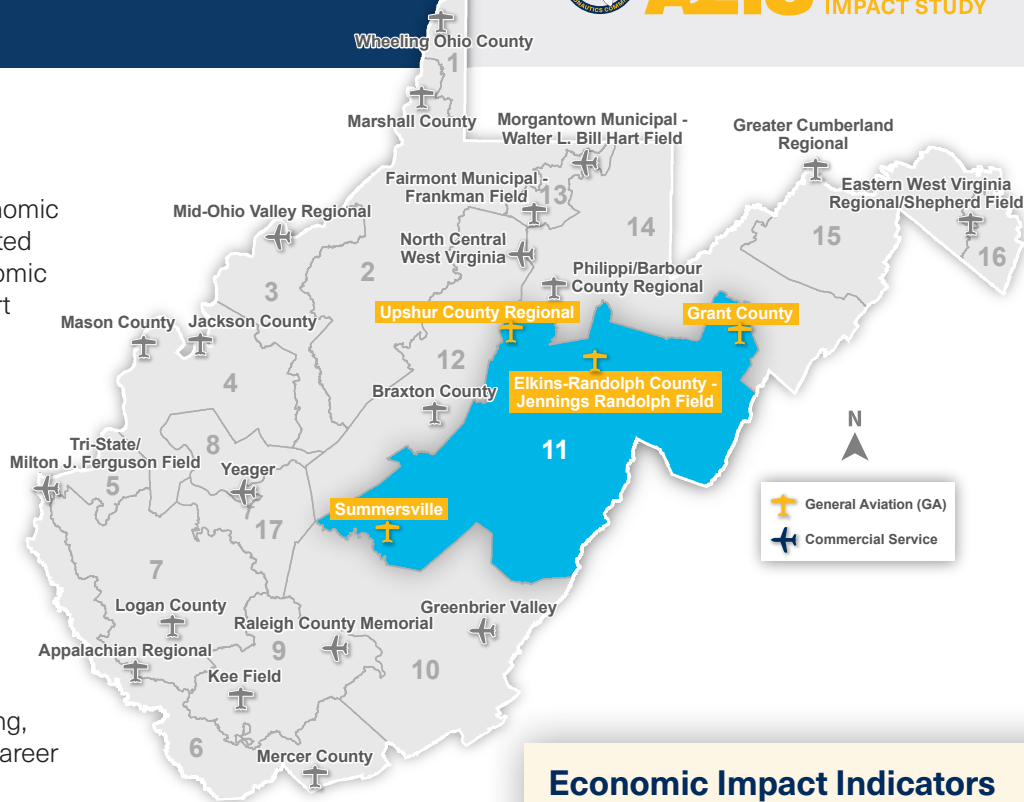 IMPACT STUDY
Wheeling Ohio County
1
Marshall County
Morgantown Municipal -
Walter L. Bill Hart Field
Greater Cumberland
Regional
Fairmont Municipal -
Frankman Field
13
Eastern West Virginia
Regional/Shepherd Field
Mid-Ohio Valley Regional
14
15
16
North Central
West Virginia
2
Philippi/Barbour
County Regional
3
Mason County
Jackson County
Upshur County Regional
Grant County
12
4
Braxton County
Elkins-Randolph County -
Jennings Randolph Field
11
N
Tri-State/
Milton J. Ferguson Field
8
Yeager
5
7
17
Summersville
General Aviation (GA)
Commercial Service
7
Logan County
Greenbrier Valley
Raleigh County Memorial
Appalachian Regional
9
10
Kee Field
6
Mercer County
ng,
areer
Economic Impact Indicators